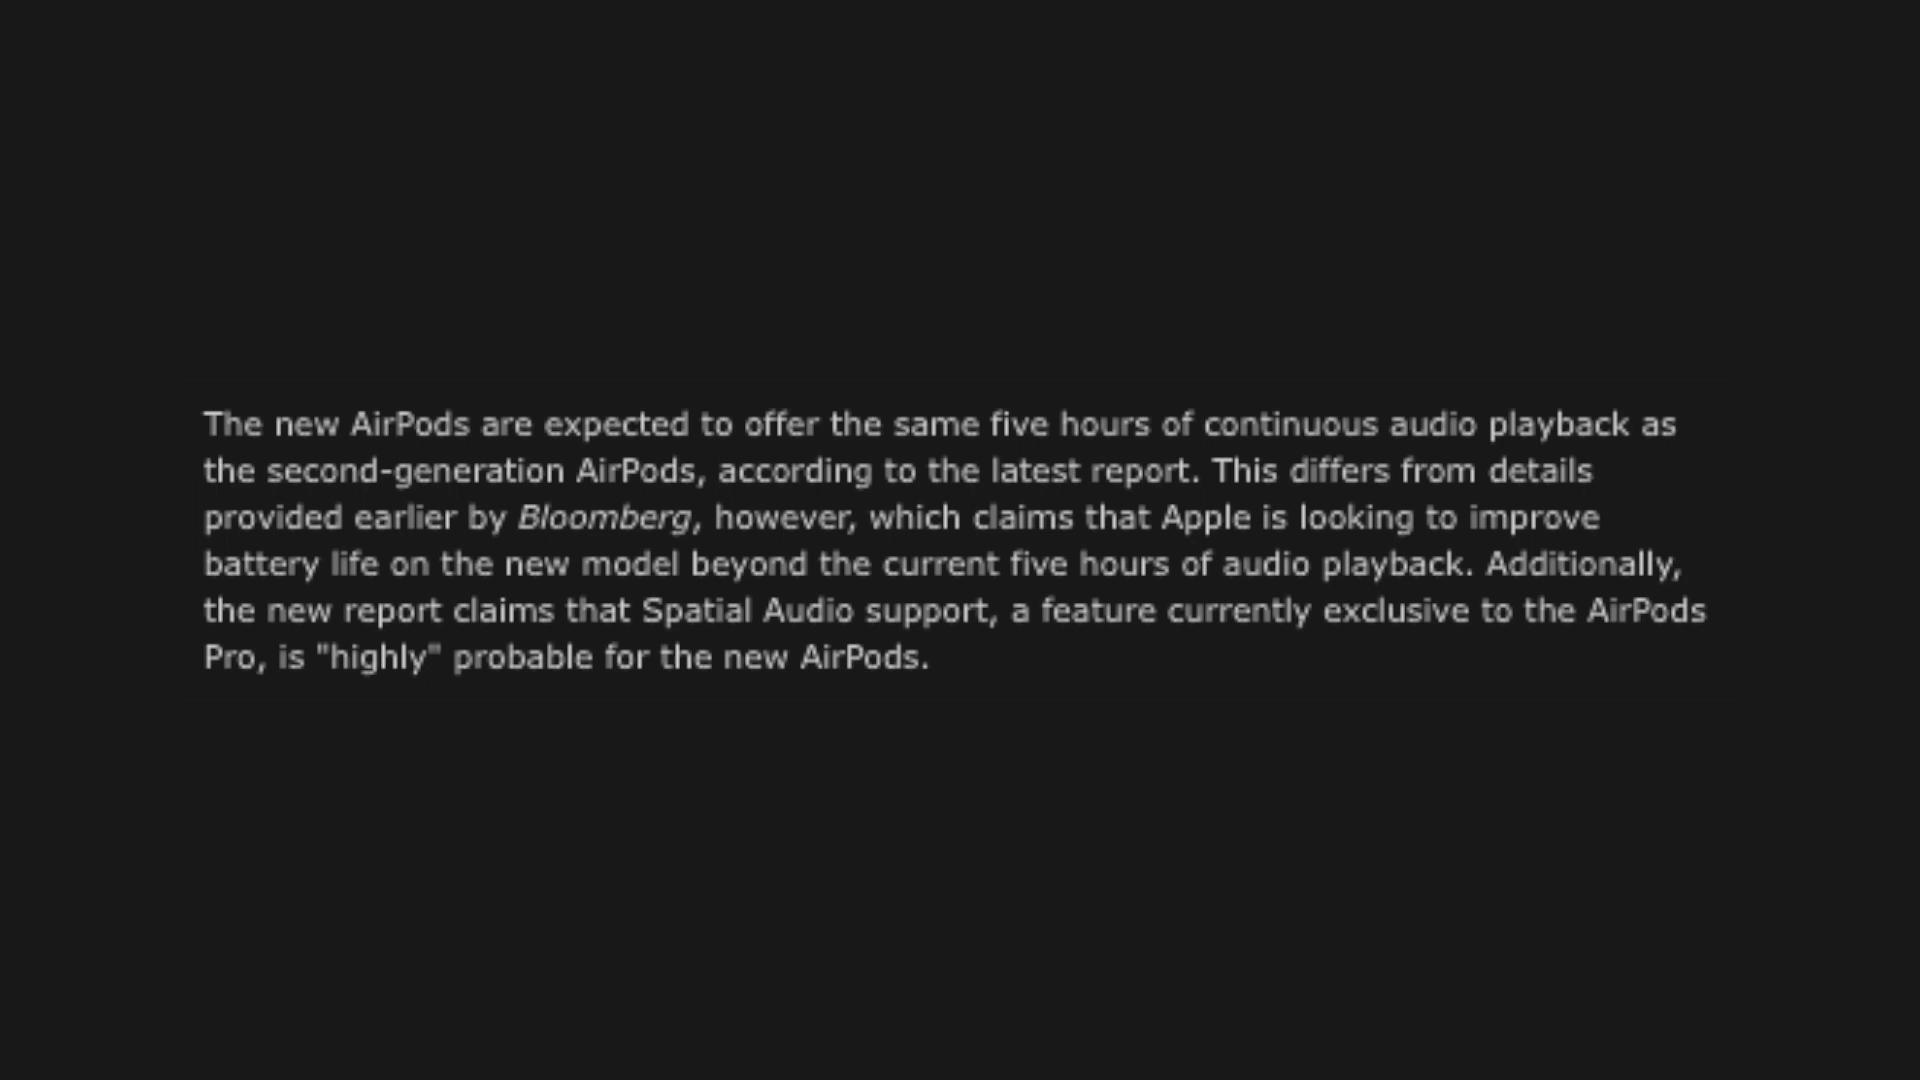 The new AirPods are expected to offer the same five hours of continuous audio playback as
the second-generation AirPods, according to the latest report. This differs from details
provided earlier by Bloomberg, however, which claims that Apple is looking to improve
battery life on the new model beyond the current five hours of audio playback. Additionally,
the new report claims that Spatial Audio support, a feature currently exclusive to the AirPods
Pro, is "highly" probable for the new AirPods.